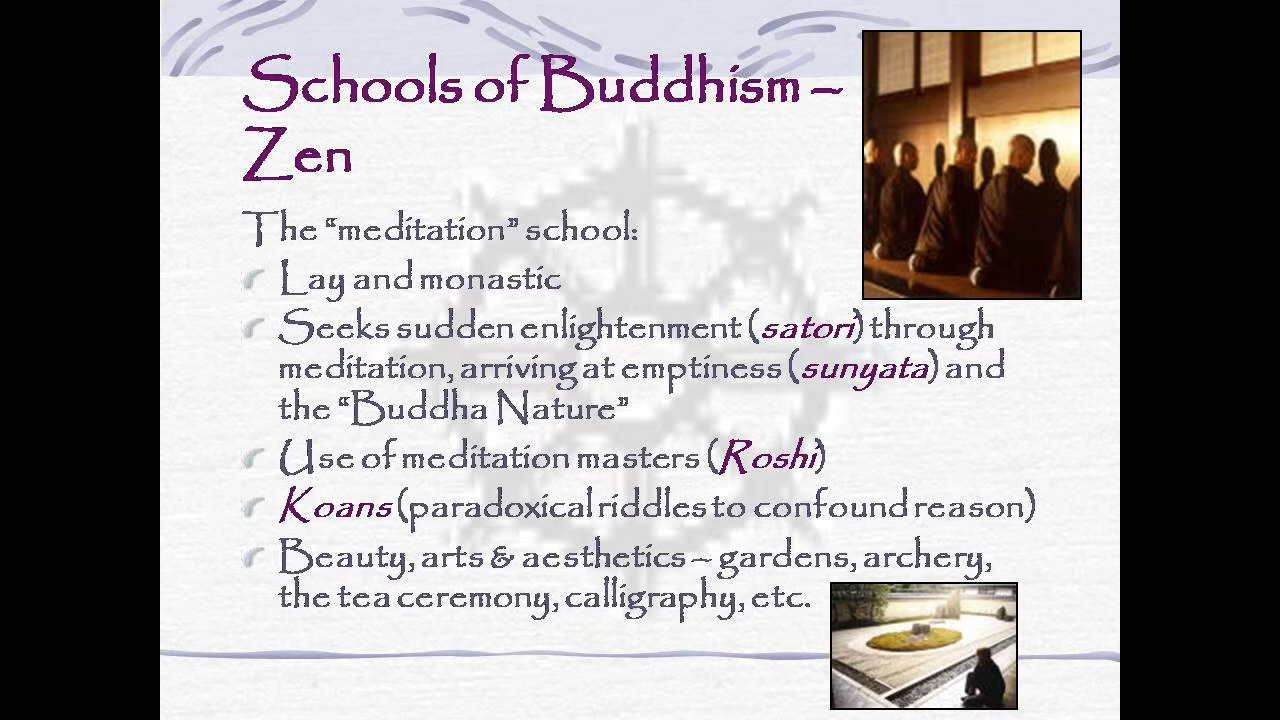 Schools of Buddhism –
Zen
The “meditation” school:
Lay and monastic
Seeks sudden enlightenment (satori) through
meditation, arriving at emptiness (sunyata) and
the “Buddha Nature”
Use of meditation masters (Roshi)
Koans (paradoxical riddles to confound reason)
Beauty, arts & aesthetics – gardens, archery,
the tea ceremony, calligraphy, etc.